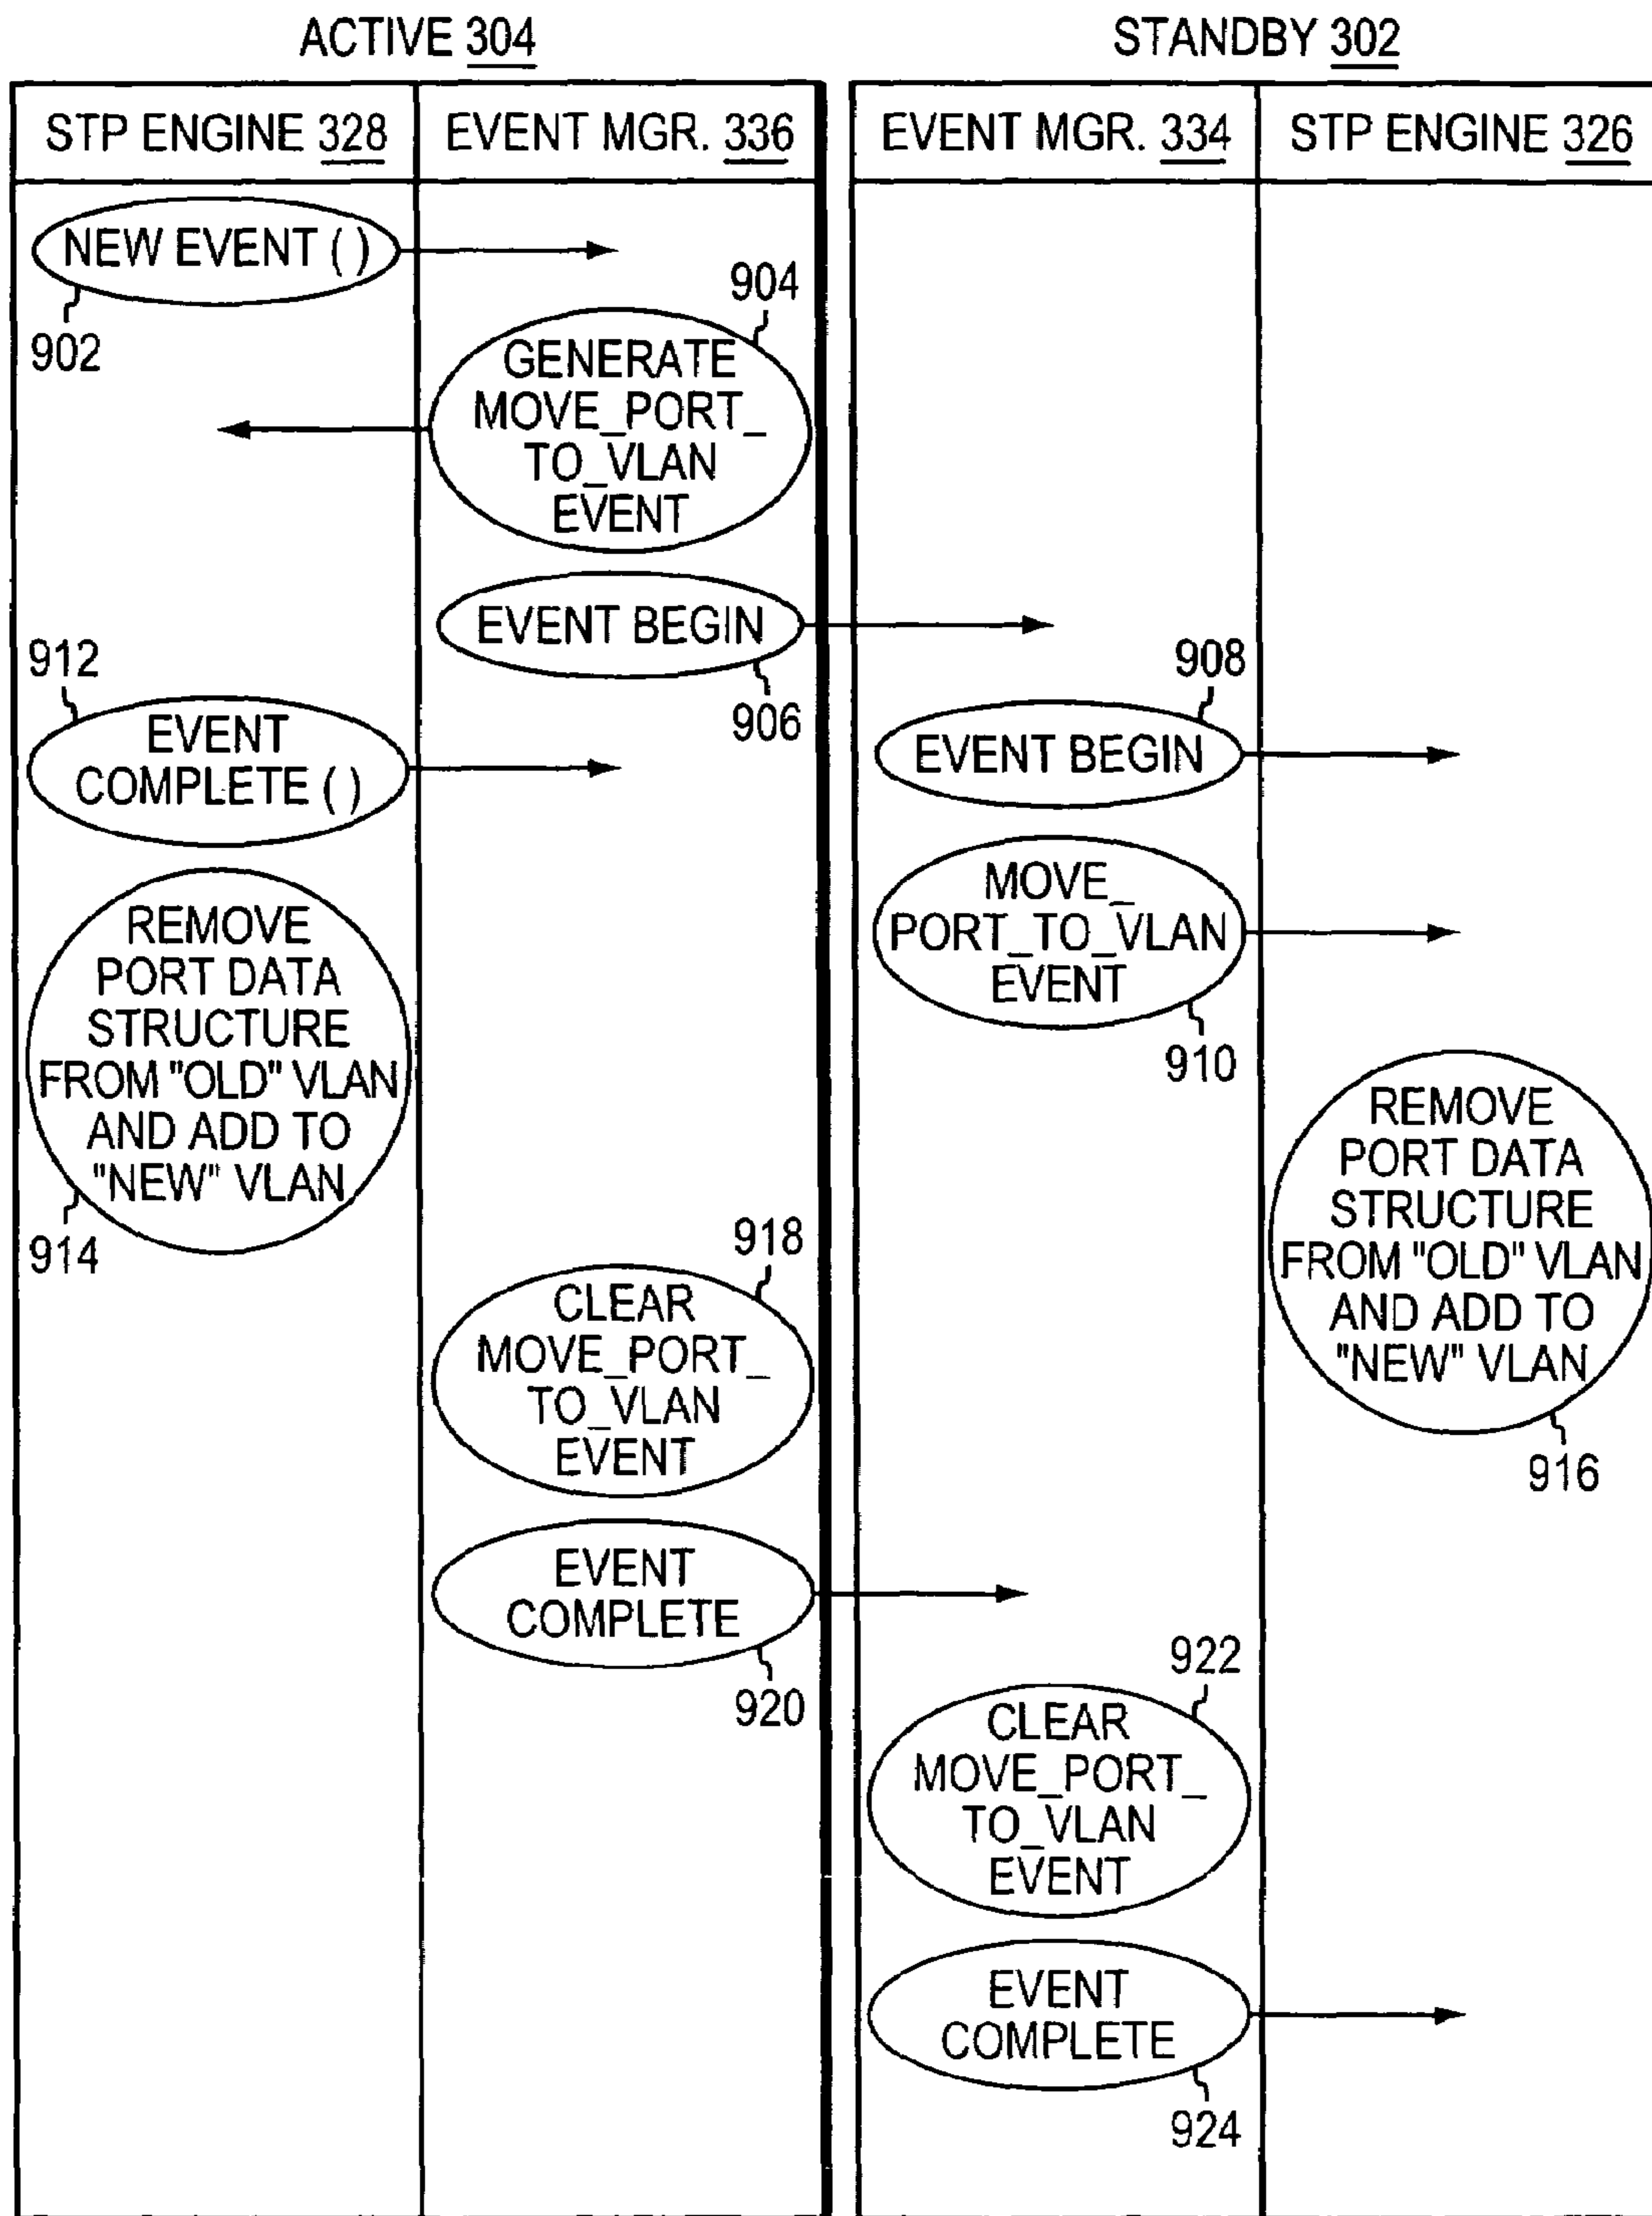 ACTIVE 304
STANDBY 302
STP ENGINE 328
EVENT MGR. 336
EVENT MGR. 334
STP ENGINE 326
NEW EVENT ( )
902
904
GENERATE
MOVE_PORT_
TO_VLAN
EVENT
EVENT BEGIN
906
908
EVENT BEGIN
912
EVENT
COMPLETE ( )
MOVE_
PORT_TO_VLAN
EVENT
910
REMOVE
PORT DATA
STRUCTURE
FROM "OLD" VLAN
AND ADD TO
"NEW" VLAN
914
REMOVE
PORT DATA
STRUCTURE
FROM "OLD" VLAN
AND ADD TO
"NEW" VLAN
916
918
CLEAR
MOVE_PORT_
TO_VLAN
EVENT
EVENT
COMPLETE
920
922
CLEAR
MOVE_PORT_
TO_VLAN
EVENT
EVENT
COMPLETE
924